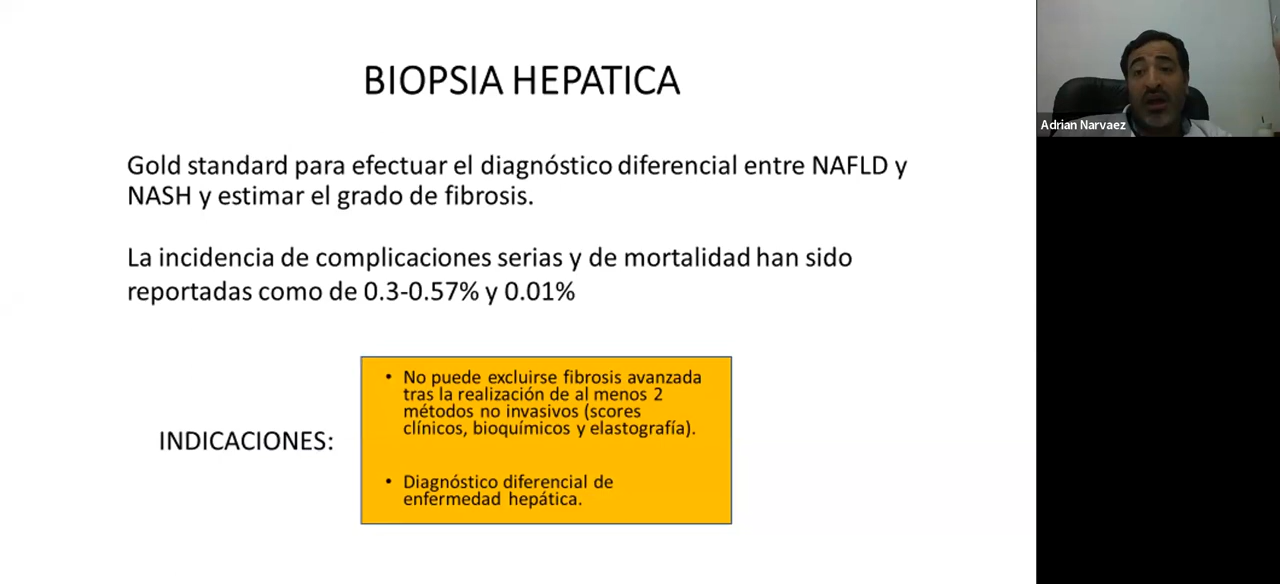 BIOPSIA HEPATICA
Gold standard para efectuar el diagnóstico diferencial entre NAFLD y
NASH y estimar el grado de fibrosis.
La incidencia de complicaciones serias y de mortalidad han sido
reportadas como de 0.3-0.57% y 0.01%
INDICACIONES:
• No puede excluirse fibrosis avanzada
tras la realización de al menos 2
métodos no invasivos (scores
clínicos, bioquímicos y elastografía).
• Diagnóstico diferencial de
enfermedad hepática.
Adrian Narvaez